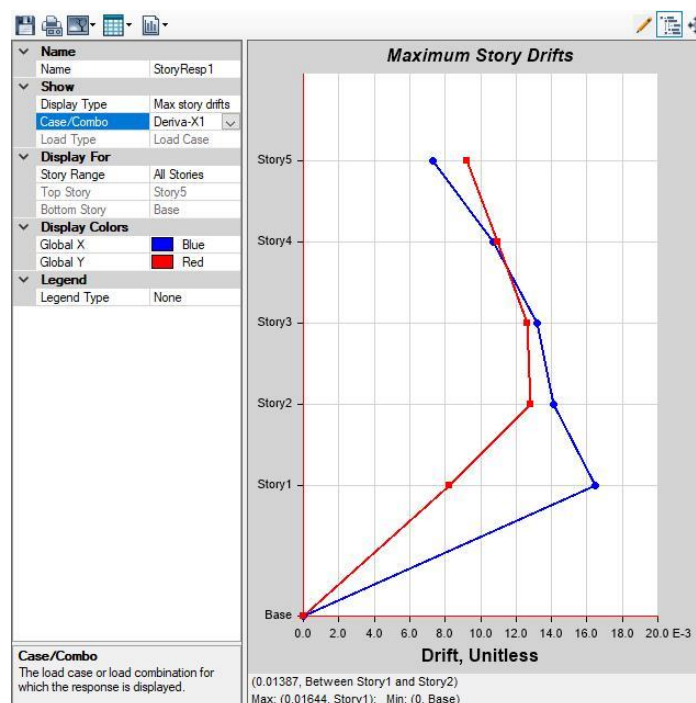 Name
Name StoryResp1
Show
Display Type Max story drifts
Case/Combo Deriva-X1
Load Type Load Case
Display For
Story Range All Stories
Top Story Story5
Bottom Story Base
Display Colors
Global X Blue
Global Y Red
Legend
Legend Type None
Case/Combo
The load case or load combination for
which the response is displayed.
Maximum Story Drifts
Story5
Story4
Story3
Story2
Story1
Base
0.0 2.0 4.0 6.0 8.0 10.0 12.0 14.0 16.0 18.0 20.0 E-3
Drift, Unitless
(0.01387, Between Story1 and Story2)
Max: (0.01644, Story1); Min: (0, Base)